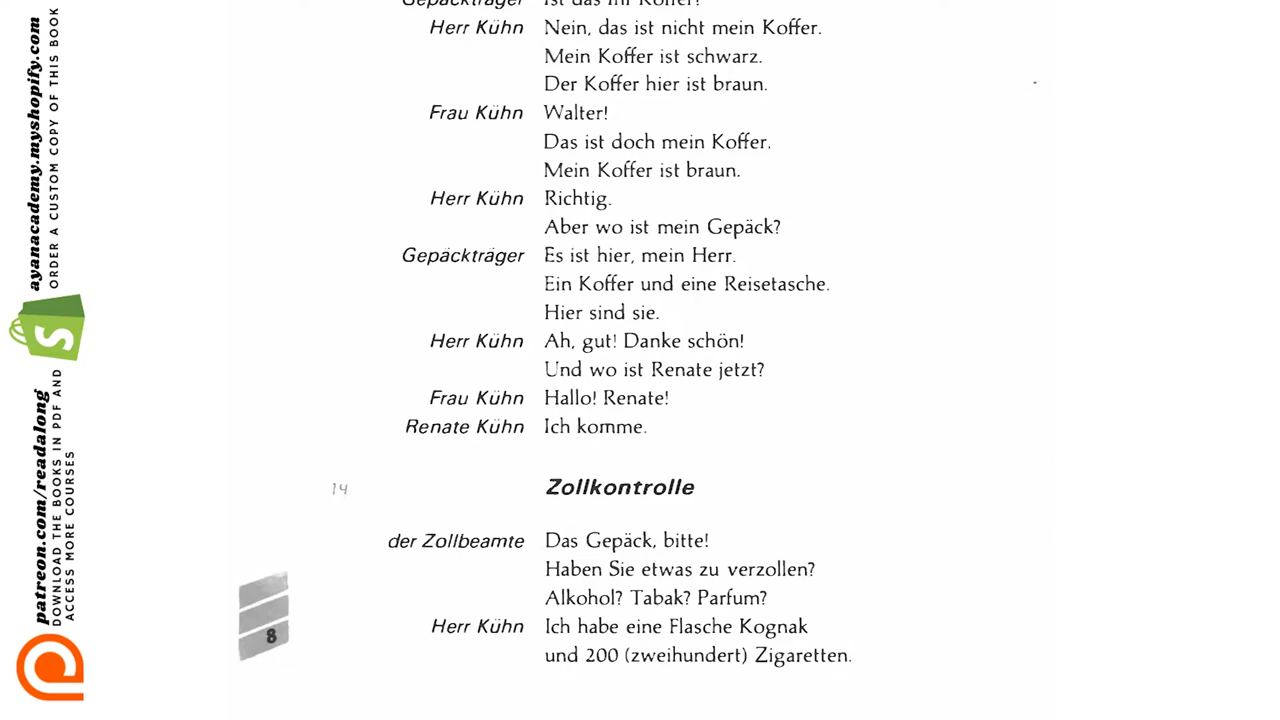 ayanacademy.myshopify.com
ORDER A CUSTOM COPY OF THIS BOOK
patreon.com/readalong
DOWNLOAD THE BOOKS IN PDF AND
ACCESS MORE COURSES
Gepäckträger Ist das Ihr Koffer?
Herr Kühn Nein, das ist nicht mein Koffer.
Mein Koffer ist schwarz.
Der Koffer hier ist braun.
Frau Kühn Walter!
Das ist doch mein Koffer.
Mein Koffer ist braun.
Herr Kühn Richtig.
Aber wo ist mein Gepäck?
Gepäckträger Es ist hier, mein Herr.
Ein Koffer und eine Reisetasche.
Hier sind sie.
Herr Kühn Ah, gut! Danke schön!
Und wo ist Renate jetzt?
Frau Kühn Hallo! Renate!
Renate Kühn Ich komme.
14 Zollkontrolle
der Zollbeamte Das Gepäck, bitte!
Haben Sie etwas zu verzollen?
Alkohol? Tabak? Parfum?
Herr Kühn Ich habe eine Flasche Kognak
und 200 (zweihundert) Zigaretten.
8